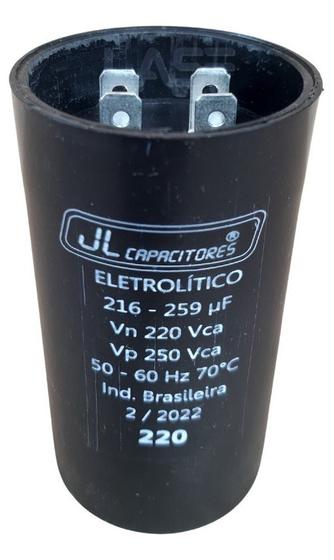 JL CAPACITORES®
ELETROLÍTICO
216 - 259 µF
Vn 220 Vca
Vp 250 Vca
50 - 60 Hz 70°C
Ind. Brasileira
2 / 2022
220